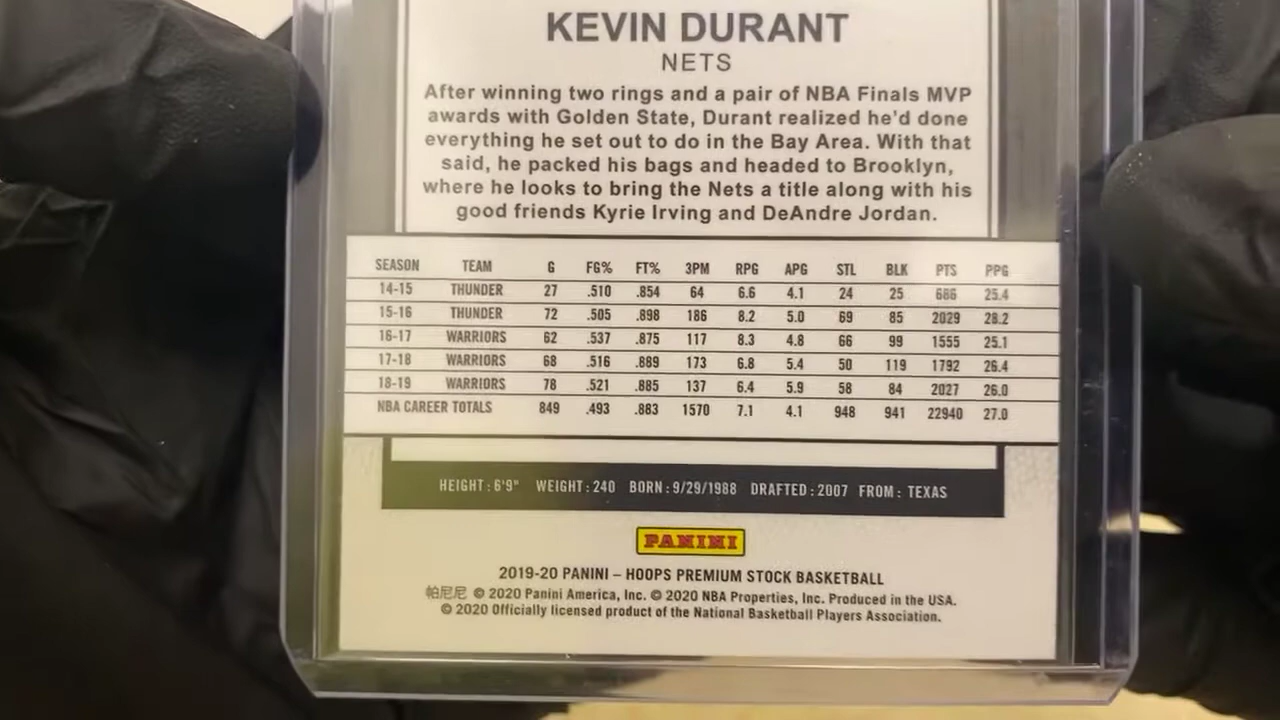 KEVIN DURANT
NETS
After winning two rings and a pair of NBA Finals MVP
awards with Golden State, Durant realized he'd done
everything he set out to do in the Bay Area. With that
said, he packed his bags and headed to Brooklyn,
where he looks to bring the Nets a title along with his
good friends Kyrie Irving and DeAndre Jordan.
SEASON TEAM G FG% FT% 3PM RPG APG STL BLK PTS PPG
14-15 THUNDER 27 .510 .854 64 6.6 4.1 24 25 686 25.4
15-16 THUNDER 72 .505 .898 186 8.2 5.0 69 85 2029 28.2
16-17 WARRIORS 62 .537 .875 117 8.3 4.8 66 99 1555 25.1
17-18 WARRIORS 68 .516 .889 173 6.8 5.4 50 119 1792 26.4
18-19 WARRIORS 78 .521 .885 137 6.4 5.9 58 84 2027 26.0
NBA CAREER TOTALS 849 .493 .883 1570 7.1 4.1 948 941 22940 27.0
HEIGHT: 6'9" WEIGHT: 240 BORN: 9/29/1988 DRAFTED: 2007 FROM: TEXAS
PANINI
2019-20 PANINI – HOOPS PREMIUM STOCK BASKETBALL
帕尼尼 © 2020 Panini America, Inc. © 2020 NBA Properties, Inc. Produced in the USA.
© 2020 Officially licensed product of the National Basketball Players Association.